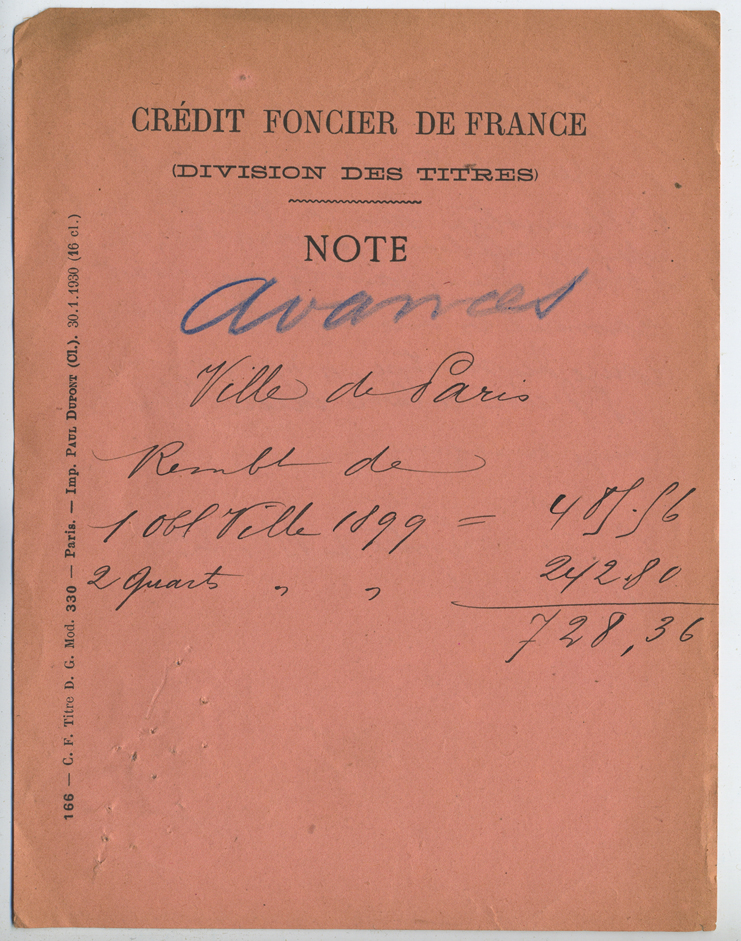 CRÉDIT FONCIER DE FRANCE
(DIVISION DES TITRES)
NOTE
Avances
Ville de Paris
Rembt de
1 Obl Ville 1899 = 485.56
2 Quarts " " 242.80
728,36
166 — C. F. Titre D. G. Mod. 330 — Paris. — Imp. PAUL DUPONT (Cl.). 30.1.1930 (16 cl.)